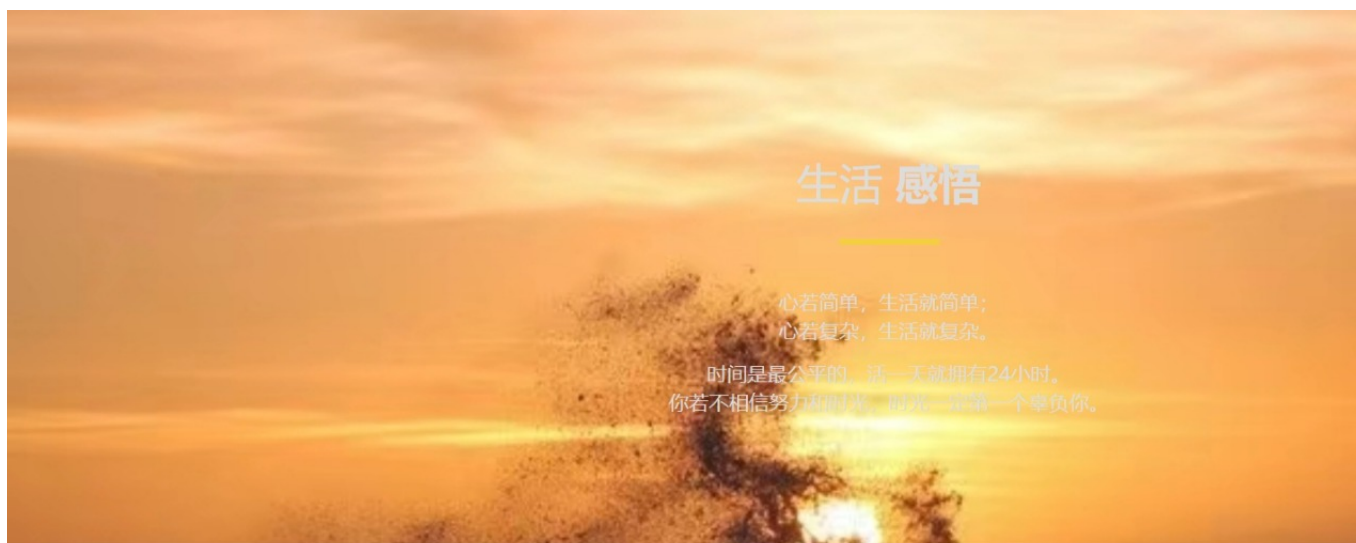 生活 感悟
心若简单，生活就简单；
心若复杂，生活就复杂。
时间是最公平的，活一天就拥有24小时。
你若不相信努力和时光，时光一定第一个辜负你。